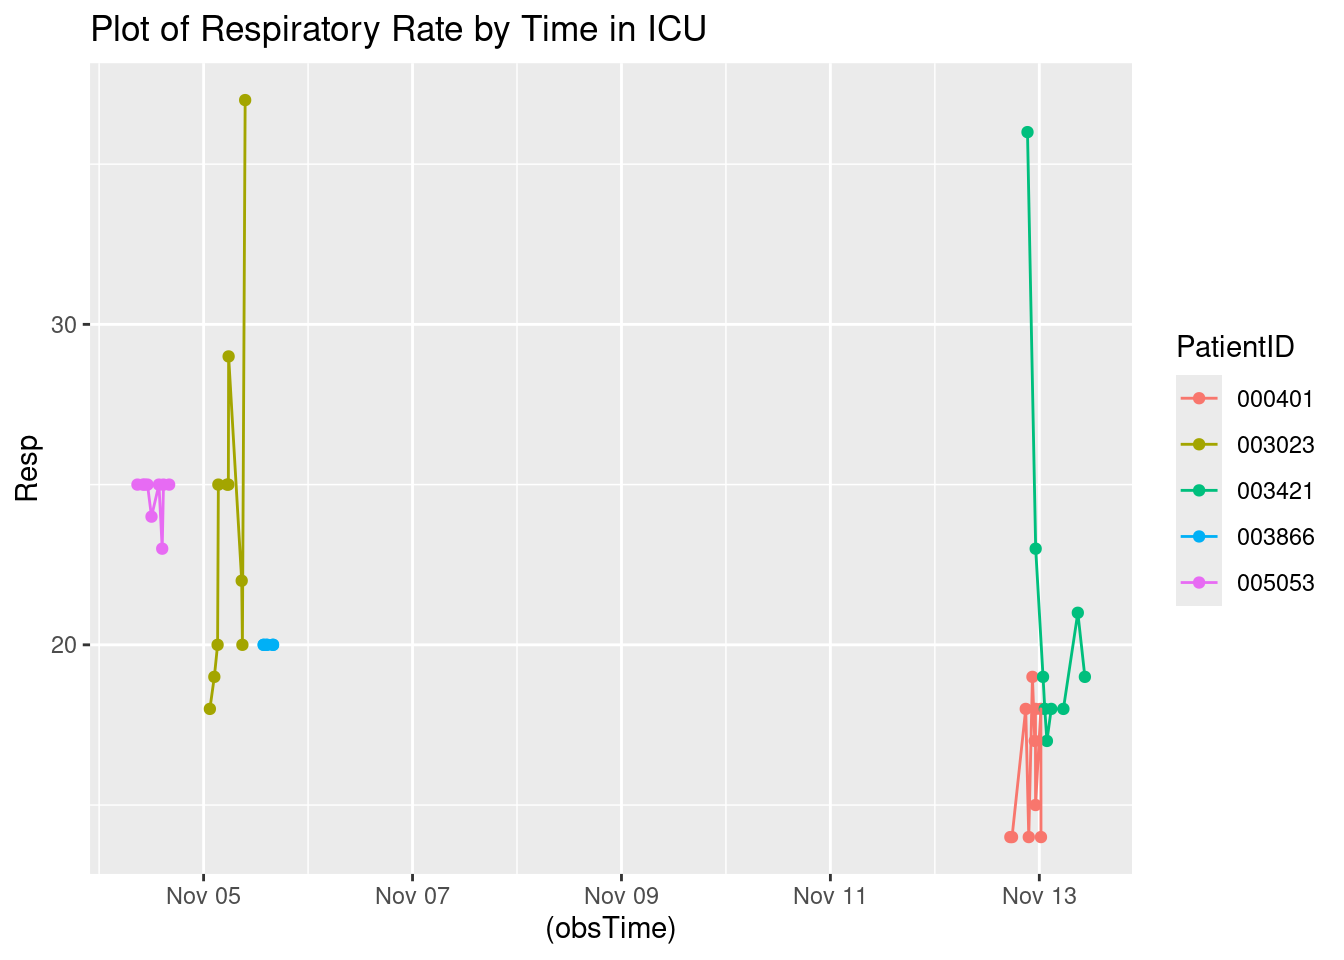 Plot of Respiratory Rate by Time in ICU
30
20
Resp
Nov 05 Nov 07 Nov 09 Nov 11 Nov 13
(obsTime)
PatientID
000401
003023
003421
003866
005053